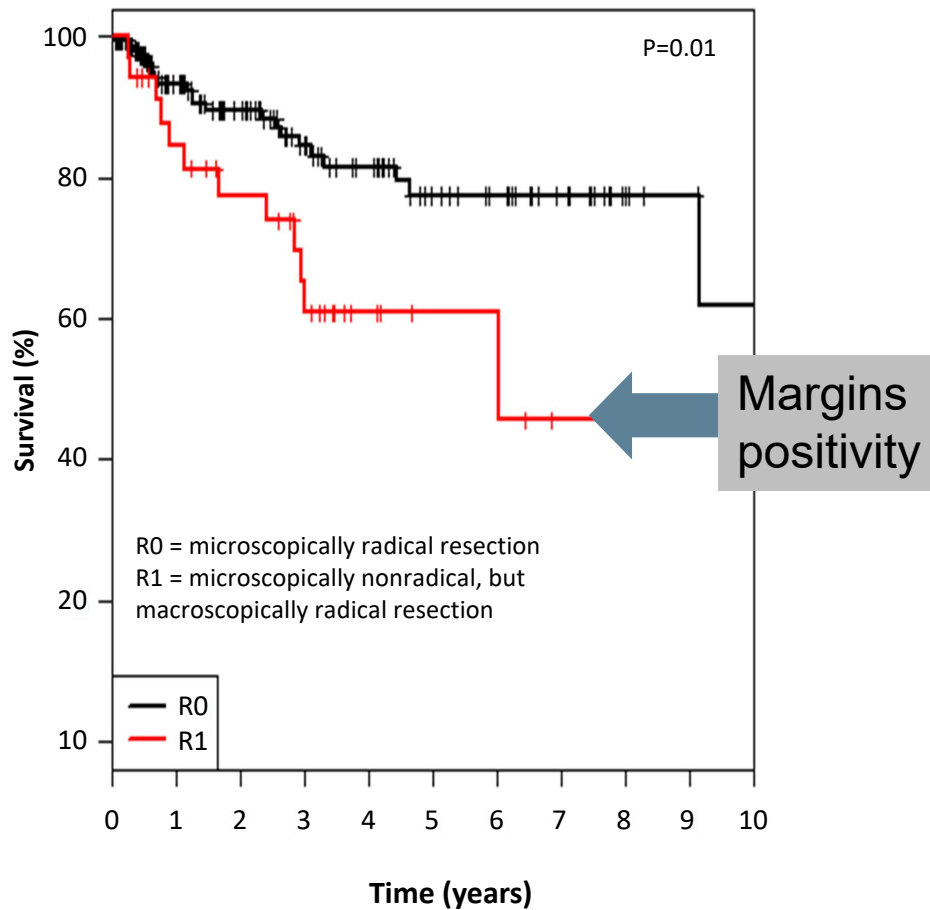 100
P=0.01
80
60
Survival (%)
Margins
positivity
40
R0 = microscopically radical resection
R1 = microscopically nonradical, but
macroscopically radical resection
20
R0
R1
10
0 1 2 3 4 5 6 7 8 9 10
Time (years)